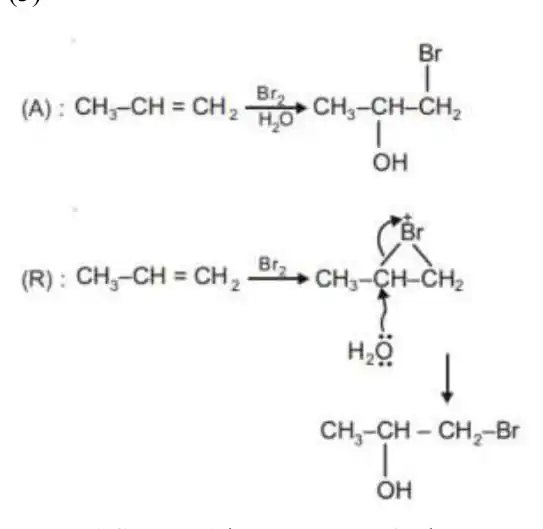 (A) : CH3–CH = CH2 Br2 H2O CH3–CH–CH2 Br OH
(R) : CH3–CH = CH2 Br2 CH3–CH–CH2 Br+
H2O
CH3–CH – CH2–Br
OH